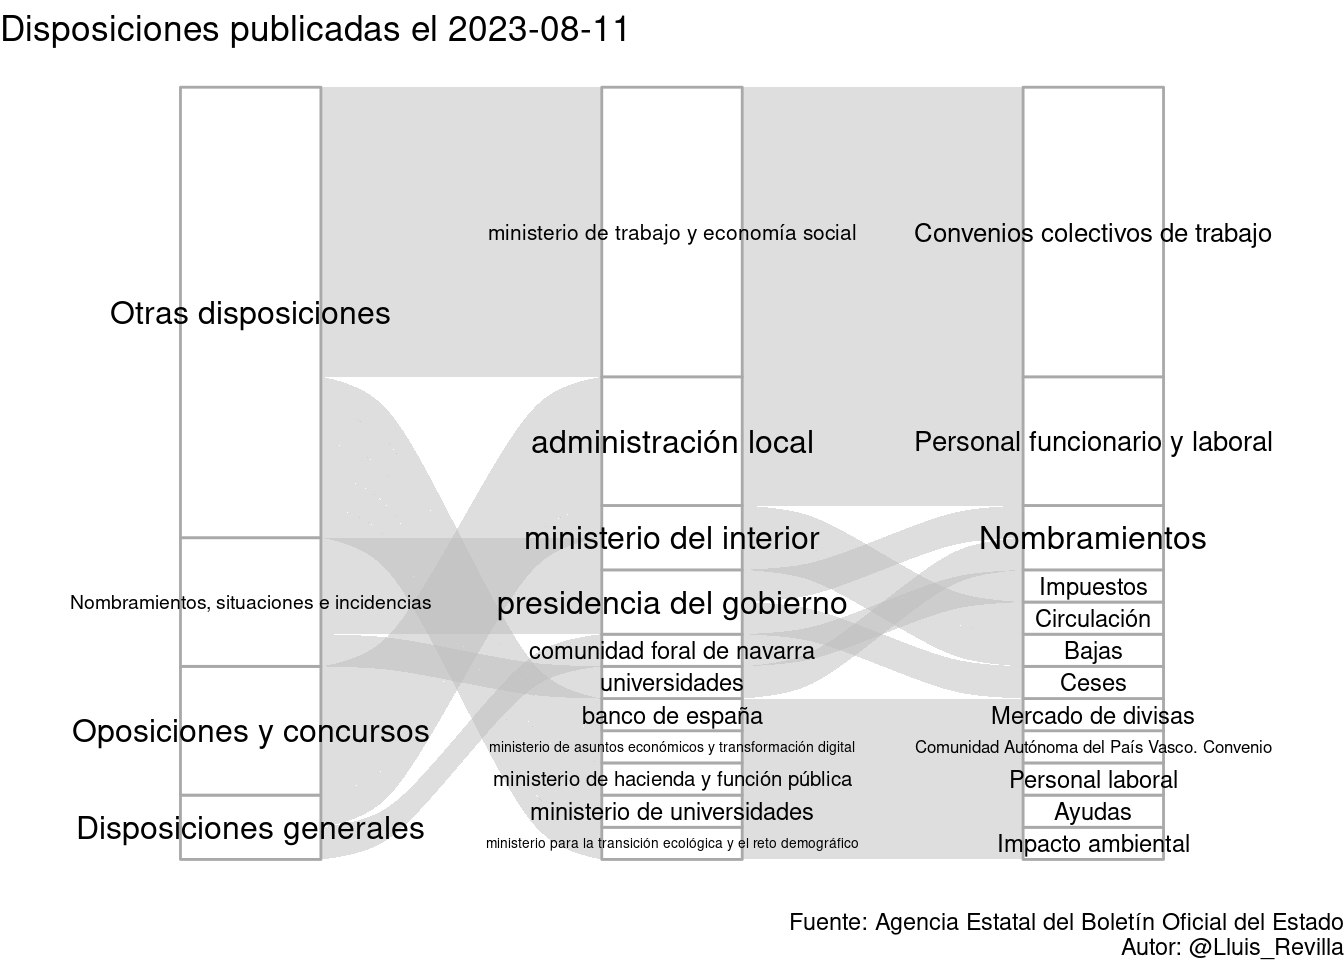 Disposiciones publicadas el 2023-08-11
Otras disposiciones
Nombramientos, situaciones e incidencias
Oposiciones y concursos
Disposiciones generales
ministerio de trabajo y economía social
administración local
ministerio del interior
presidencia del gobierno
comunidad foral de navarra
universidades
banco de españa
ministerio de asuntos económicos y transformación digital
ministerio de hacienda y función pública
ministerio de universidades
ministerio para la transición ecológica y el reto demográfico
Convenios colectivos de trabajo
Personal funcionario y laboral
Nombramientos
Impuestos
Circulación
Bajas
Ceses
Mercado de divisas
Comunidad Autónoma del País Vasco. Convenio
Personal laboral
Ayudas
Impacto ambiental
Fuente: Agencia Estatal del Boletín Oficial del Estado
Autor: @Lluis_Revilla